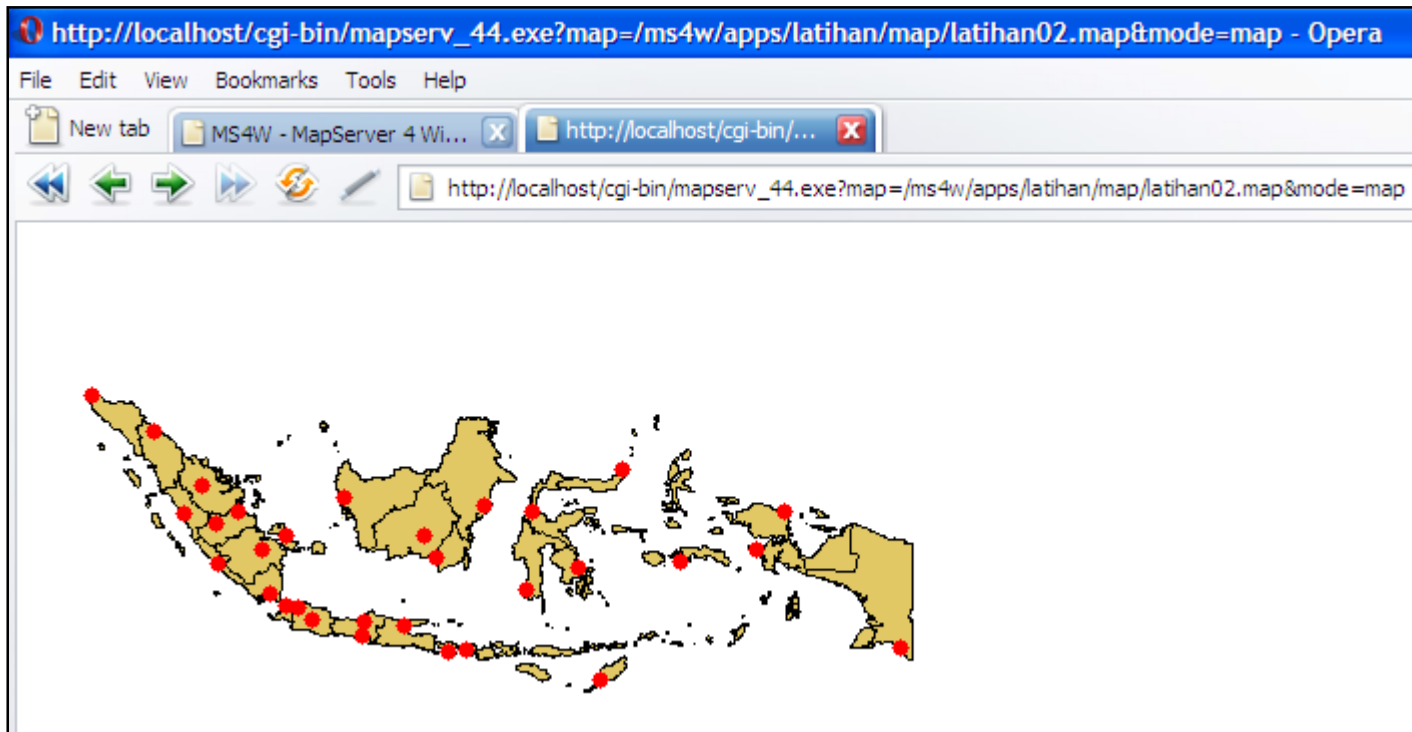 http://localhost/cgi-bin/mapserv_44.exe?map=/ms4w/apps/latihan/map/latihan02.map&mode=map - Opera
File Edit View Bookmarks Tools Help
New tab MS4W - MapServer 4 Wi... http://localhost/cgi-bin/...
http://localhost/cgi-bin/mapserv_44.exe?map=/ms4w/apps/latihan/map/latihan02.map&mode=map